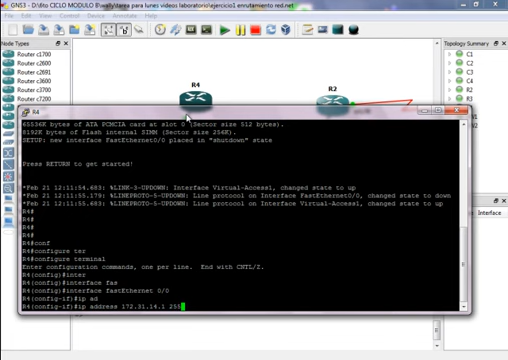 GNS3 - D:\6to CICLO MODULO B\wally\tarea para lunes videos laboratorio\ejercicio1 enrutamiento red.net
File Edit View Control Device Annotate Help
Node Types
Topology Summary
Router c1700
Router c2600
Router c2691
Router c3600
Router c3700
Router c7200
C1
C2
C3
C4
R2
R3
R4
R2
R4
65536K bytes of ATA PCMCIA card at slot 0 (Sector size 512 bytes).
8192K bytes of Flash internal SIMM (Sector size 256K).
SETUP: new interface FastEthernet0/0 placed in "shutdown" state
Press RETURN to get started!
*Feb 21 12:11:54.683: %LINK-3-UPDOWN: Interface Virtual-Access1, changed state to up
*Feb 21 12:11:55.179: %LINEPROTO-5-UPDOWN: Line protocol on Interface FastEthernet0/0, changed state to down
*Feb 21 12:11:55.683: %LINEPROTO-5-UPDOWN: Line protocol on Interface Virtual-Access1, changed state to up
R4#
R4#
R4#
R4#
R4#conf
R4#configure ter
R4#configure terminal
Enter configuration commands, one per line. End with CNTL/Z.
R4(config)#inter
R4(config)#interface fas
R4(config)#interface fastEthernet 0/0
R4(config-if)#ip ad
R4(config-if)#ip address 172.31.14.1 255
Interface